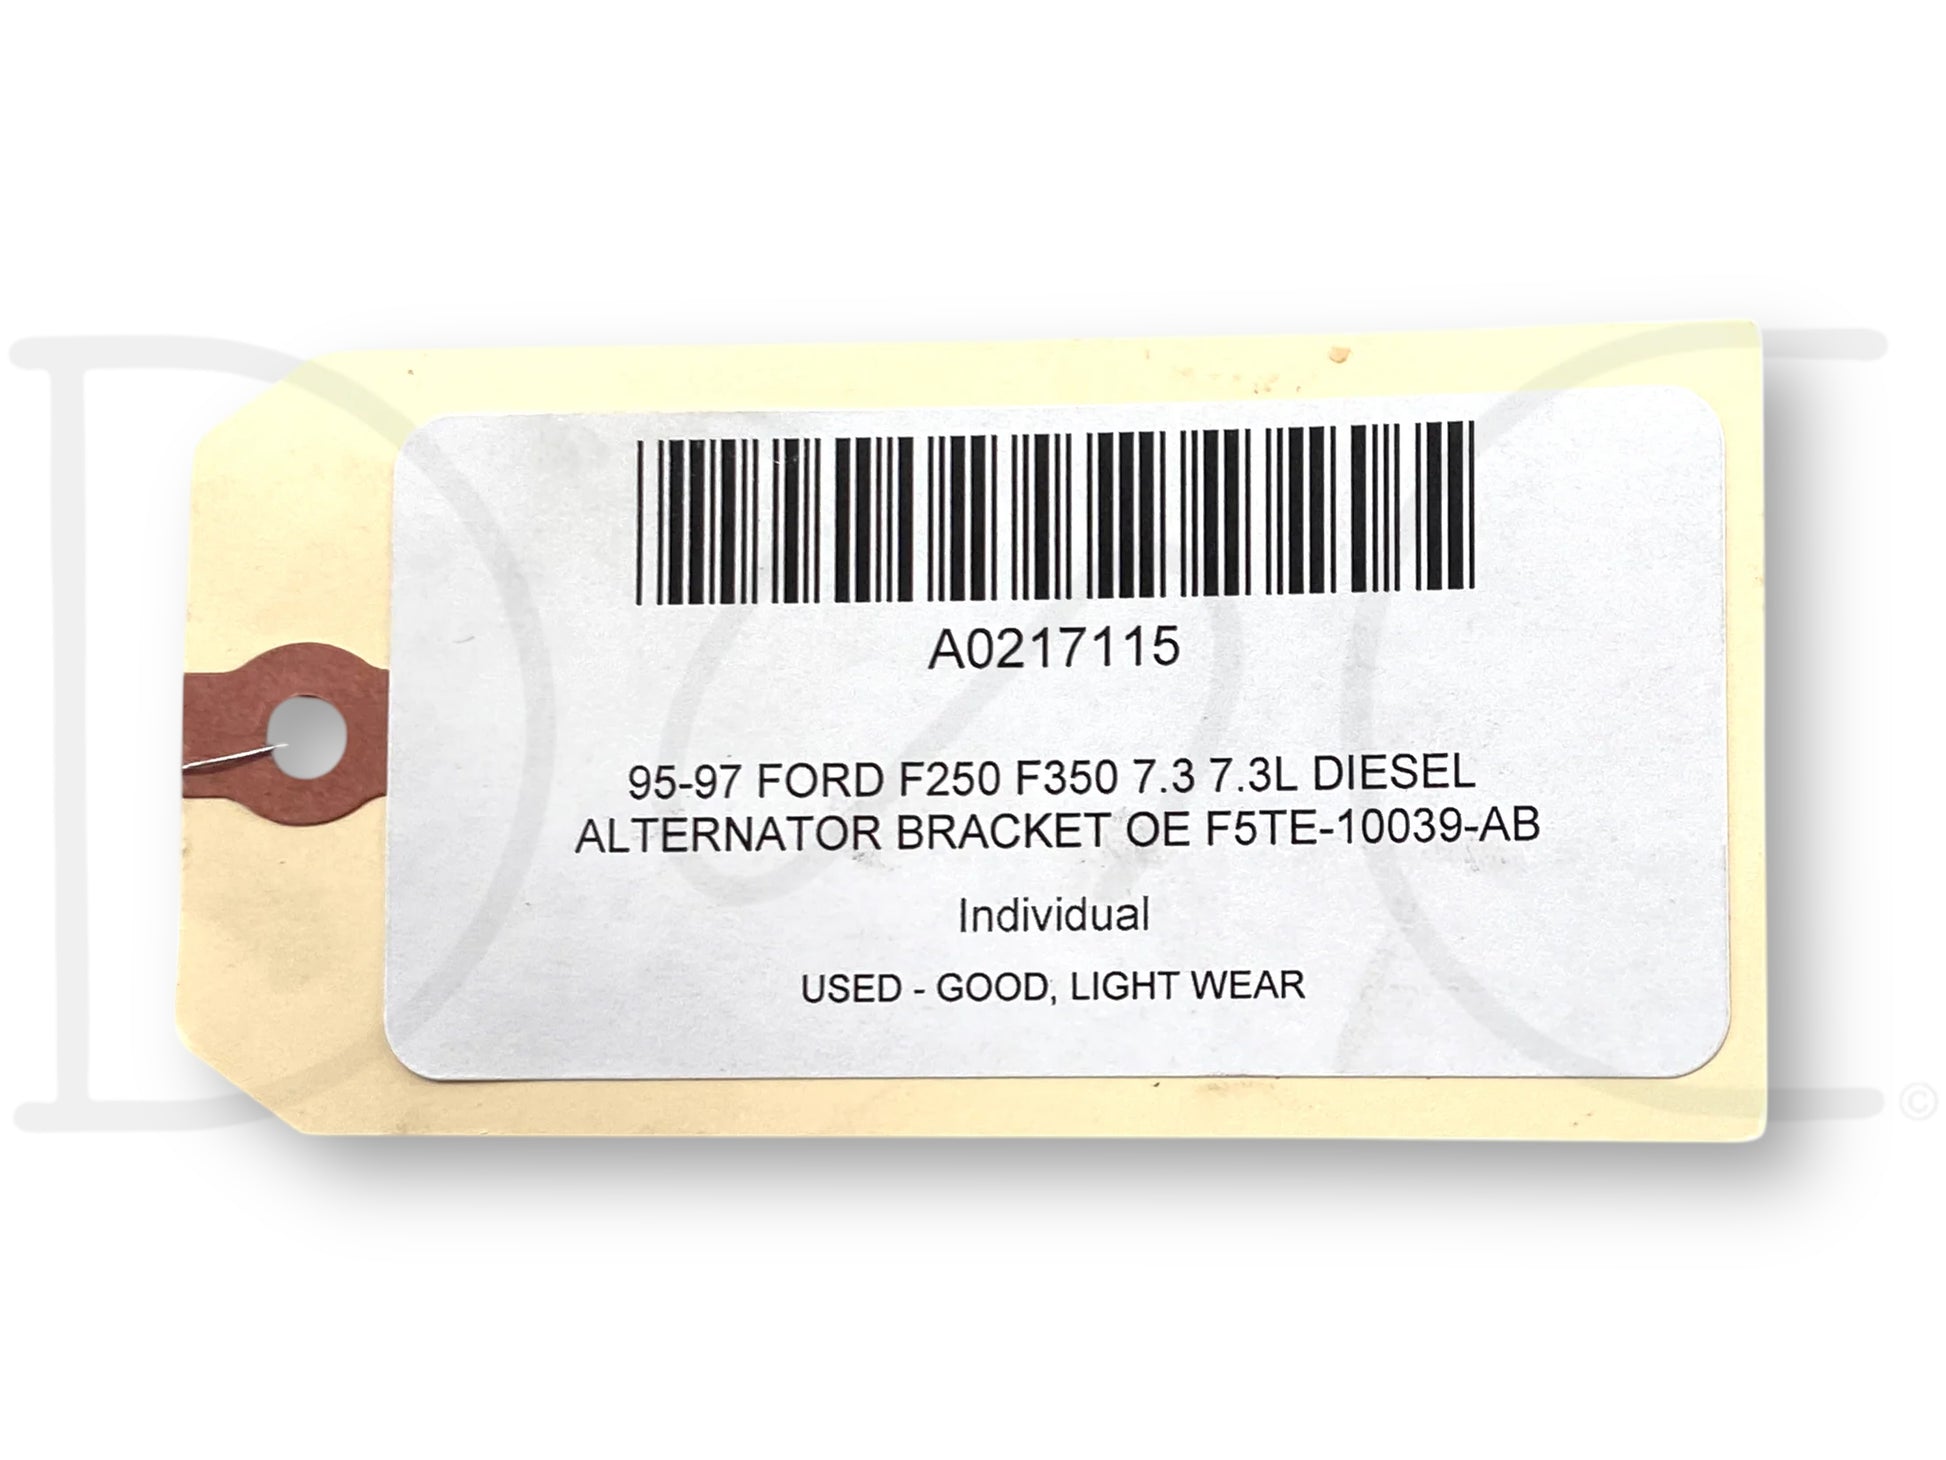 A0217115
95-97 FORD F250 F350 7.3 7.3L DIESEL
ALTERNATOR BRACKET OE F5TE-10039-AB
Individual
USED - GOOD, LIGHT WEAR
©